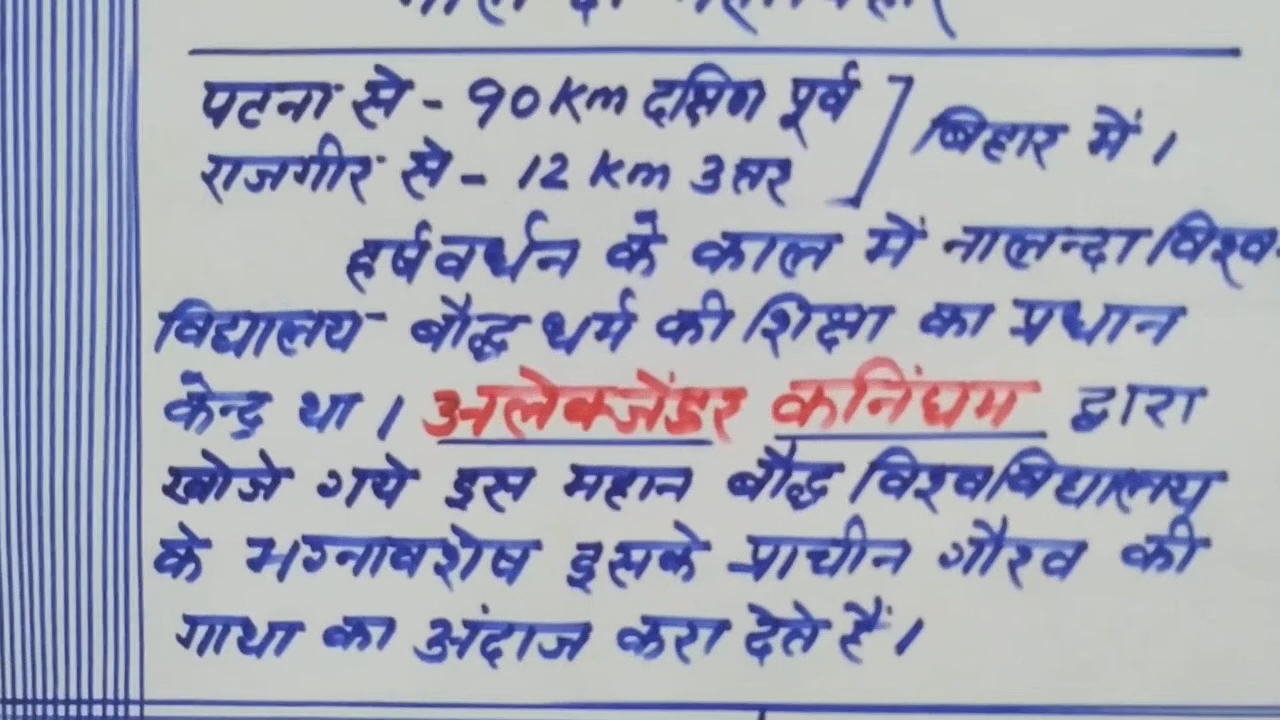 पटना से - 90 km दक्षिण पूर्व
राजगीर से - 12 km उत्तर
बिहार में।
हर्षवर्धन के काल में नालन्दा विश्व-
विद्यालय बौद्ध धर्म की शिक्षा का प्रधान
केन्द्र था। अलेक्जेंडर कनिंघम द्वारा
खोजे गये इस महान बौद्ध विश्वविद्यालय
के भग्नावशेष इसके प्राचीन गौरव की
गाथा का अंदाज करा देते हैं।